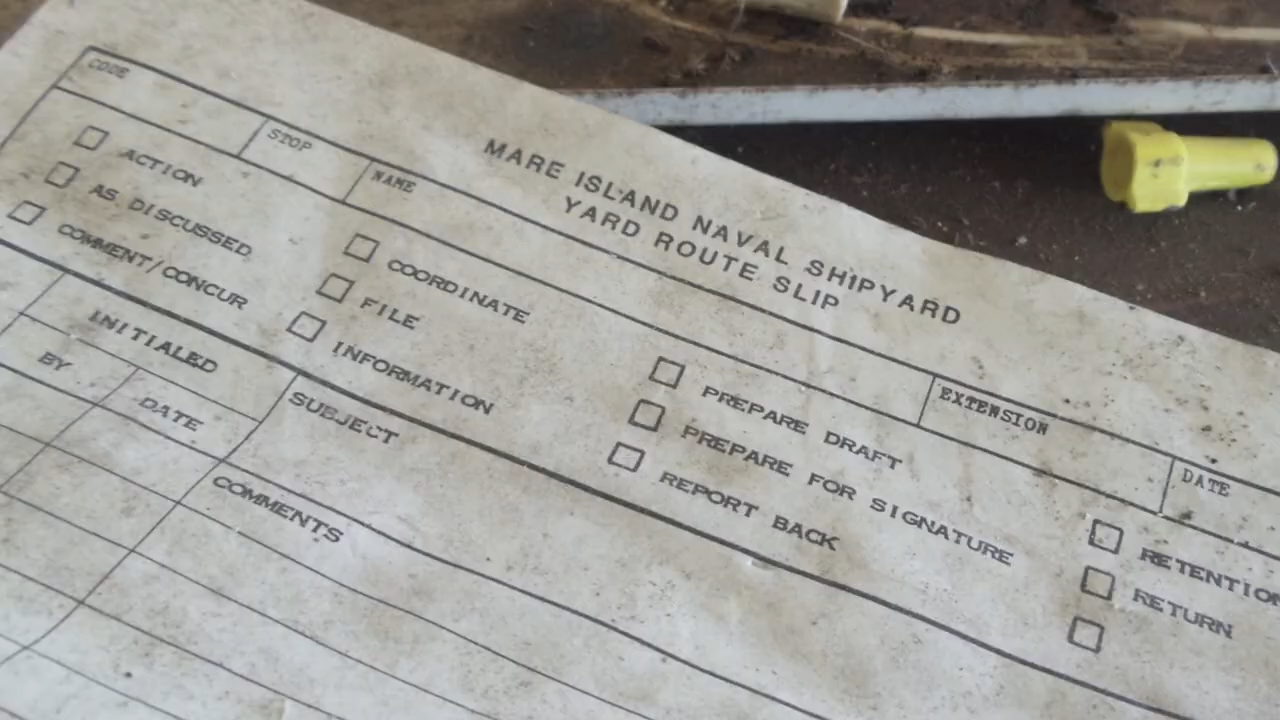 MARE ISLAND NAVAL SHIPYARD
YARD ROUTE SLIP
CODE STOP NAME EXTENSION DATE
ACTION COORDINATE PREPARE DRAFT RETENTION
AS DISCUSSED FILE PREPARE FOR SIGNATURE RETURN
COMMENT/CONCUR INFORMATION REPORT BACK
INITIALED SUBJECT
BY DATE
COMMENTS